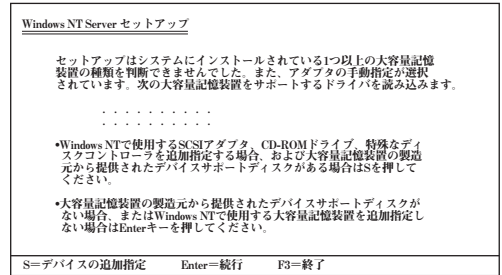 Windows NT Server セットアップ
セットアップはシステムにインストールされている1つ以上の大容量記憶
装置の種類を判断できませんでした。また、アダプタの手動指定が選択
されています。次の大容量記憶装置をサポートするドライバを読み込みます。
. . . . . . . . . .
. . . . . . . . . .
•Windows NTで使用するSCSIアダプタ、CD-ROMドライブ、特殊なディ
スクコントローラを追加指定する場合、および大容量記憶装置の製造
元から提供されたデバイスサポートディスクがある場合はSを押して
ください。
•大容量記憶装置の製造元から提供されたデバイスサポートディスクが
ない場合、またはWindows NTで使用する大容量記憶装置を追加指定し
ない場合はEnterキーを押してください。
S=デバイスの追加指定 Enter=続行 F3=終了